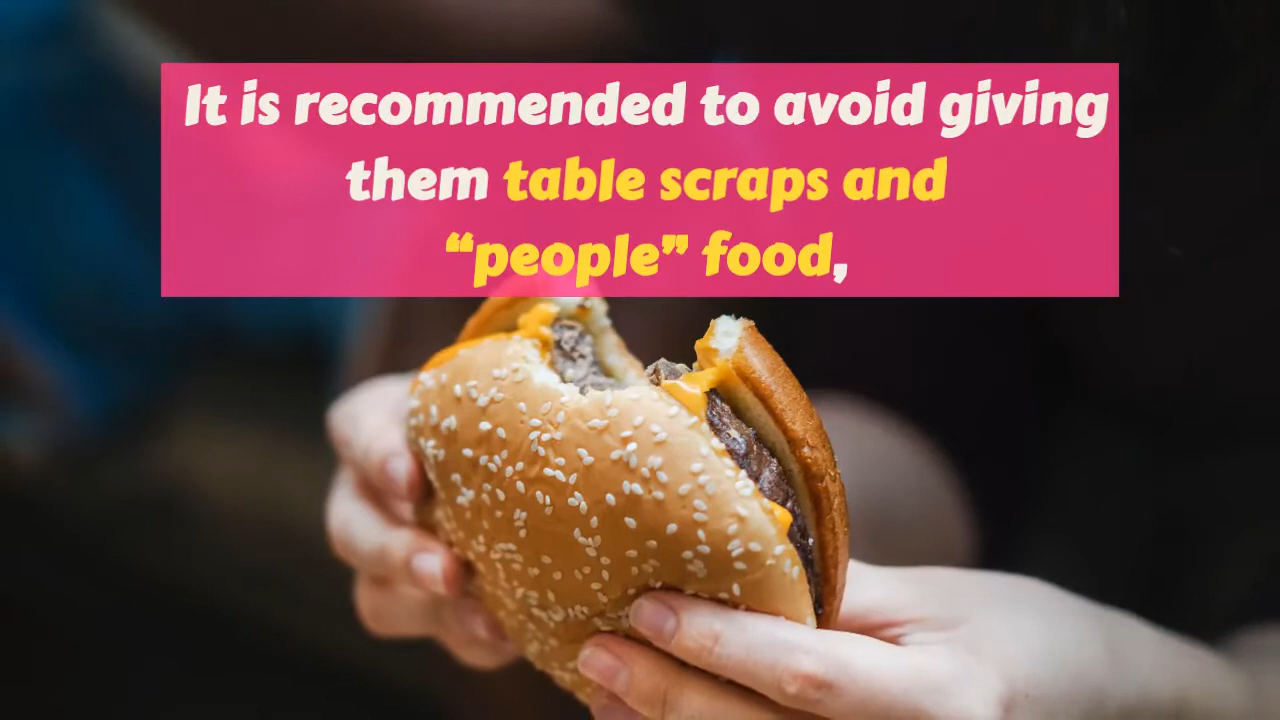 It is recommended to avoid giving
them table scraps and
“people” food,